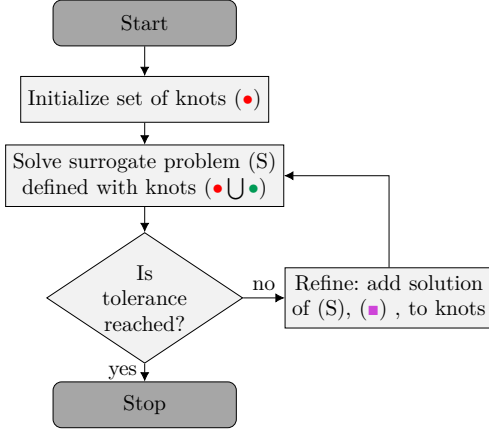 Start
Initialize set of knots (●)
Solve surrogate problem (S)
defined with knots (●⋃●)
Is
tolerance
reached?
no
Refine: add solution
of (S), (■) , to knots
yes
Stop